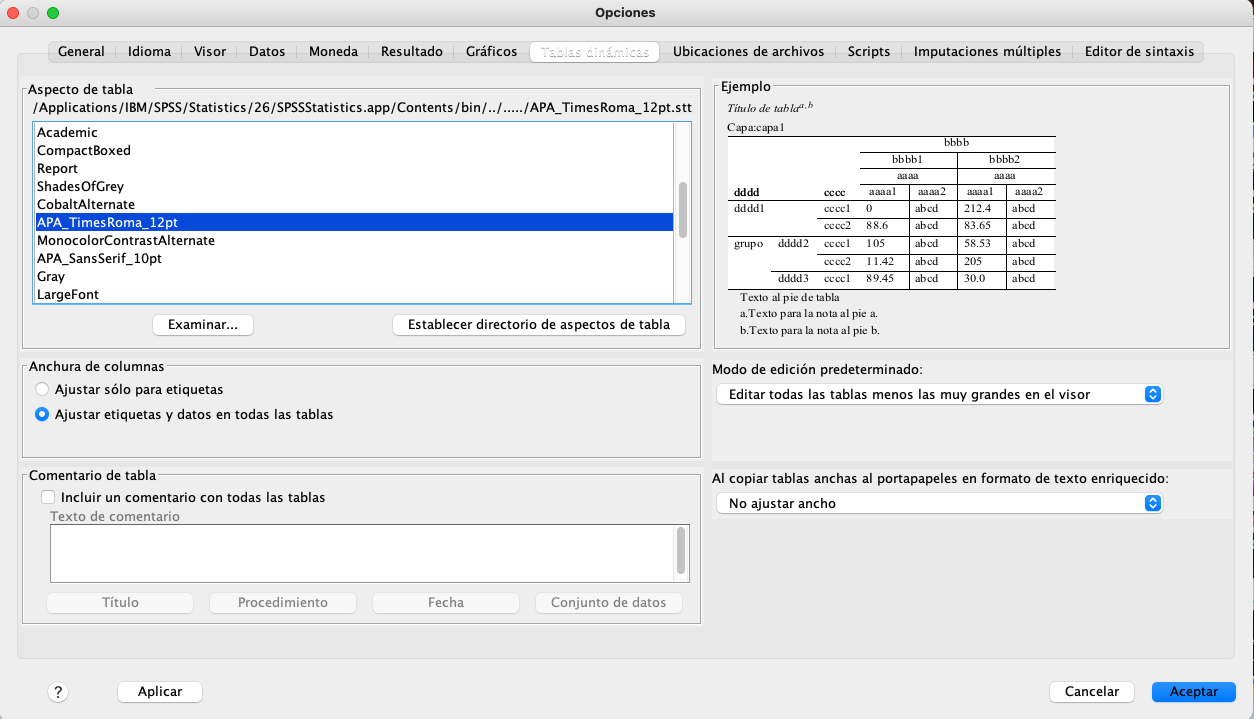 Opciones
General Idioma Visor Datos Moneda Resultado Gráficos Tablas dinámicas Ubicaciones de archivos Scripts Imputaciones múltiples Editor de sintaxis
Aspecto de tabla
/Applications/IBM/SPSS/Statistics/26/SPSSStatistics.app/Contents/bin/../...../APA_TimesRoma_12pt.stt
Academic
CompactBoxed
Report
ShadesOfGrey
CobaltAlternate
APA_TimesRoma_12pt
MonocolorContrastAlternate
APA_SansSerif_10pt
Gray
LargeFont
Examinar...
Establecer directorio de aspectos de tabla
Ejemplo
Título de tabla a, b
Capa:capa1
bbbb
bbbb1 bbbb2
aaaa aaaa
dddd cccc aaaa1 aaaa2 aaaa1 aaaa2
dddd1 cccc1 0 abcd 212.4 abcd
cccc2 88.6 abcd 83.65 abcd
grupo dddd2 cccc1 105 abcd 58.53 abcd
cccc2 11.42 abcd 205 abcd
dddd3 cccc1 89.45 abcd 30.0 abcd
Texto al pie de tabla
a.Texto para la nota al pie a.
b.Texto para la nota al pie b.
Anchura de columnas
Ajustar sólo para etiquetas
Ajustar etiquetas y datos en todas las tablas
Modo de edición predeterminado:
Editar todas las tablas menos las muy grandes en el visor
Comentario de tabla
Incluir un comentario con todas las tablas
Texto de comentario
Título Procedimiento Fecha Conjunto de datos
Al copiar tablas anchas al portapapeles en formato de texto enriquecido:
No ajustar ancho
? Aplicar Cancelar Aceptar